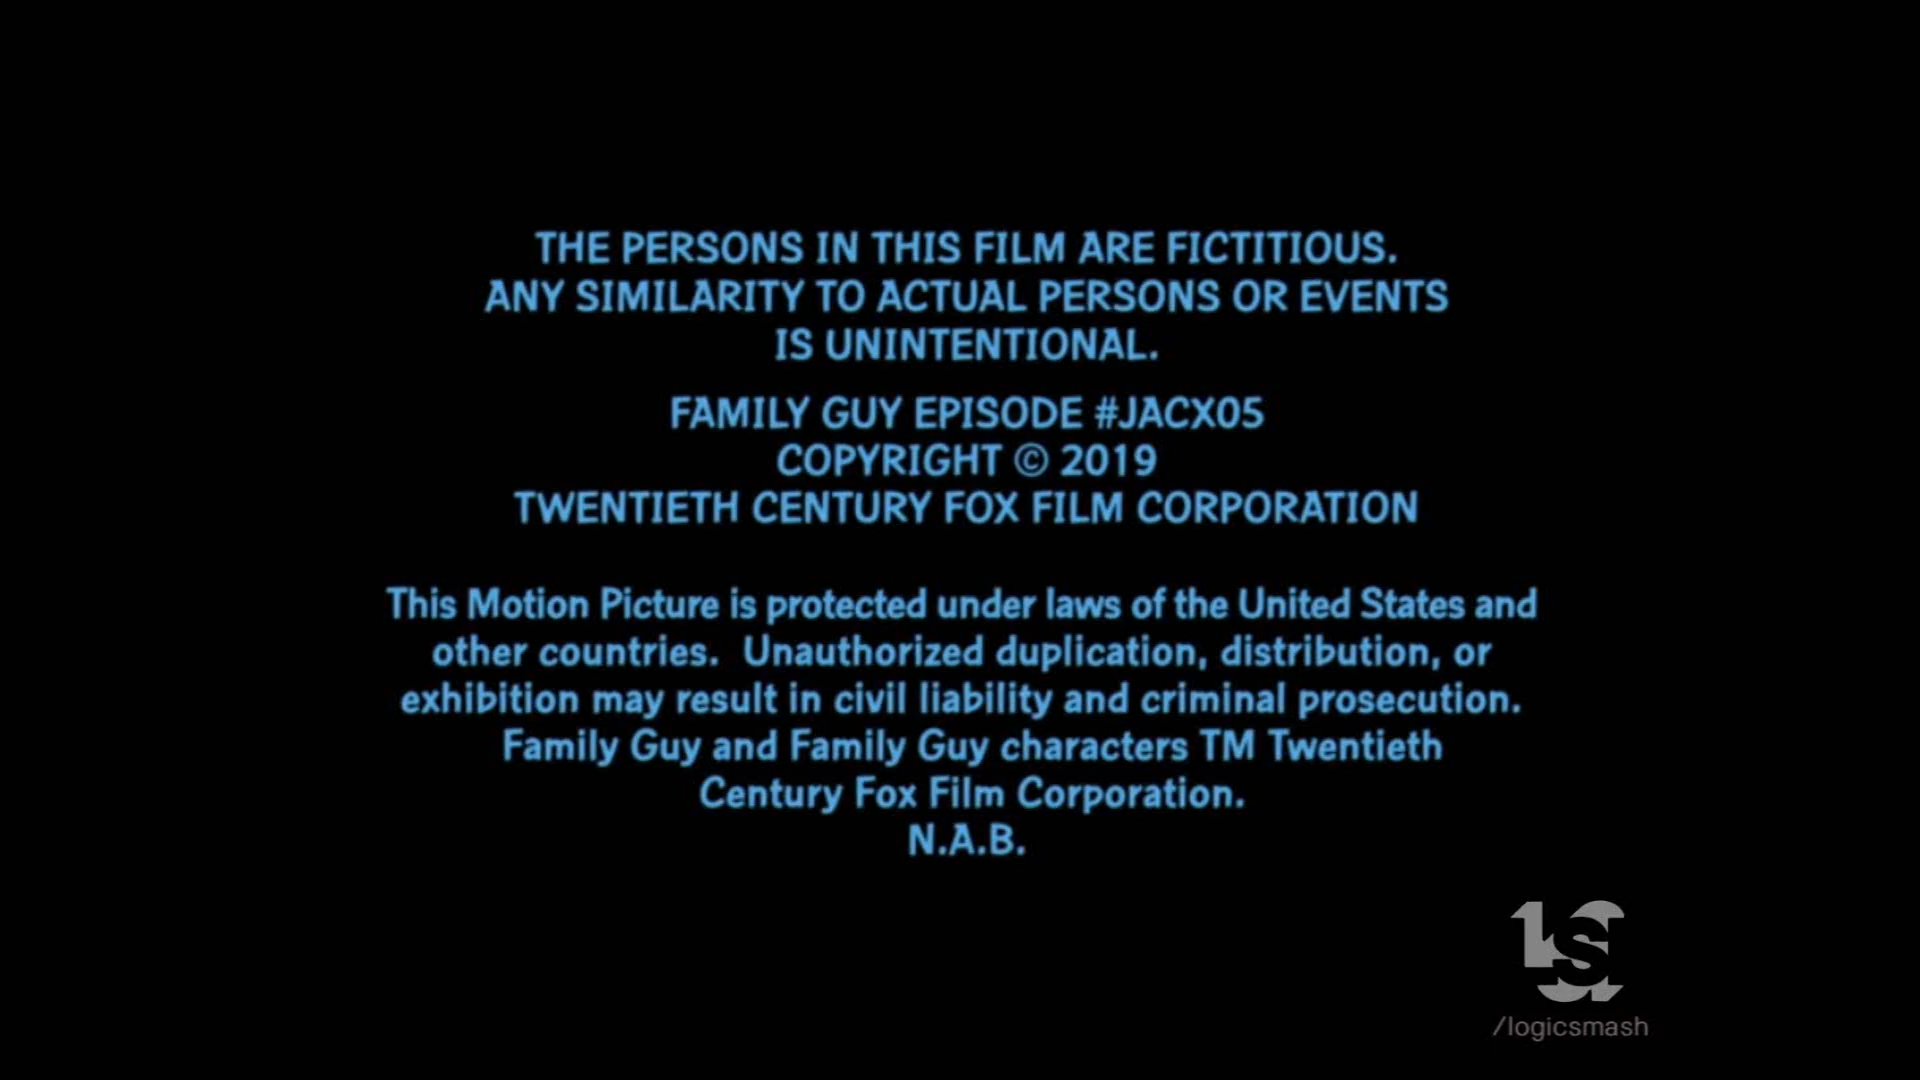 THE PERSONS IN THIS FILM ARE FICTITIOUS.
ANY SIMILARITY TO ACTUAL PERSONS OR EVENTS
IS UNINTENTIONAL.
FAMILY GUY EPISODE #JACX05
COPYRIGHT © 2019
TWENTIETH CENTURY FOX FILM CORPORATION
This Motion Picture is protected under laws of the United States and
other countries.  Unauthorized duplication, distribution, or
exhibition may result in civil liability and criminal prosecution.
Family Guy and Family Guy characters TM Twentieth
Century Fox Film Corporation.
N.A.B.
LS
/logicsmash